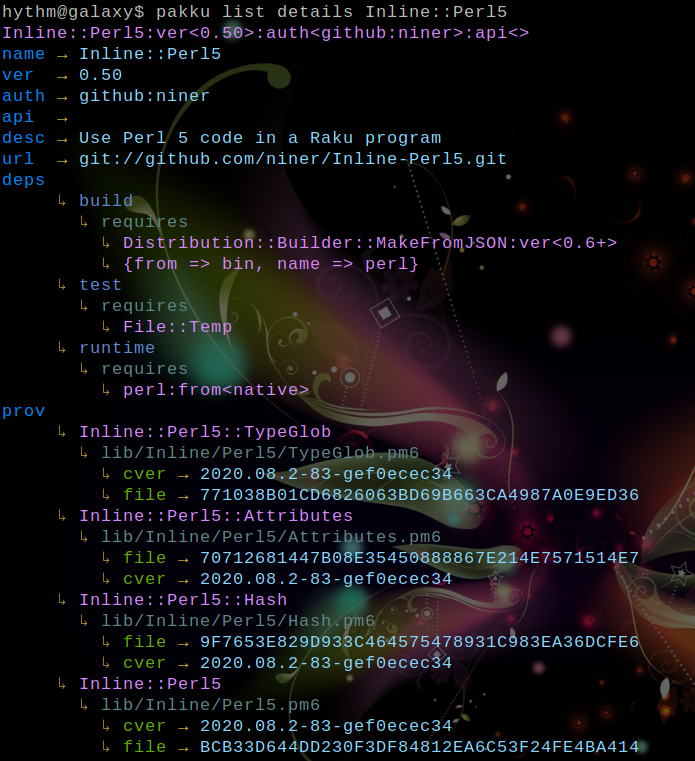 hythm@galaxy$ pakku list details Inline::Perl5
Inline::Perl5:ver<0.50>:auth<github:niner>:api<>
name → Inline::Perl5
ver → 0.50
auth → github:niner
api →
desc → Use Perl 5 code in a Raku program
url → git://github.com/niner/Inline-Perl5.git
deps
↳ build
↳ requires
↳ Distribution::Builder::MakeFromJSON:ver<0.6+>
↳ {from => bin, name => perl}
↳ test
↳ requires
↳ File::Temp
↳ runtime
↳ requires
↳ perl:from<native>
prov
↳ Inline::Perl5::TypeGlob
↳ lib/Inline/Perl5/TypeGlob.pm6
↳ cver → 2020.08.2-83-gef0ecec34
↳ file → 771038B01CD6826063BD69B663CA4987A0E9ED36
↳ Inline::Perl5::Attributes
↳ lib/Inline/Perl5/Attributes.pm6
↳ file → 70712681447B08E35450888867E214E7571514E7
↳ cver → 2020.08.2-83-gef0ecec34
↳ Inline::Perl5::Hash
↳ lib/Inline/Perl5/Hash.pm6
↳ file → 9F7653E829D933C464575478931C983EA36DCFE6
↳ cver → 2020.08.2-83-gef0ecec34
↳ Inline::Perl5
↳ lib/Inline/Perl5.pm6
↳ cver → 2020.08.2-83-gef0ecec34
↳ file → BCB33D644DD230F3DF84812EA6C53F24FE4BA414